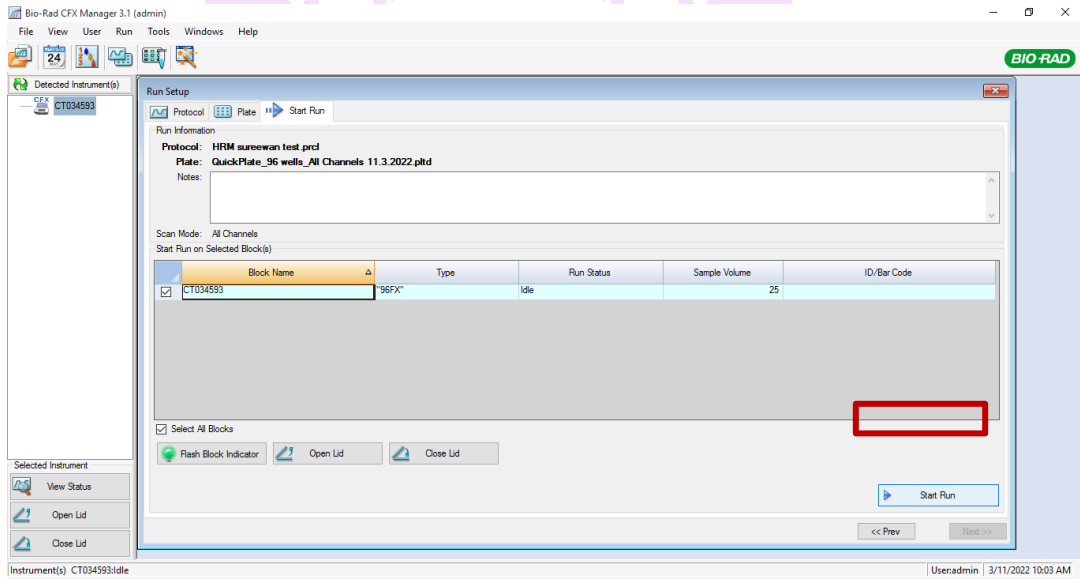 Bio-Rad CFX Manager 3.1 (admin)
File View User Run Tools Windows Help
24
BIO-RAD
Detected Instrument(s)
CFX CT034593
Run Setup
Protocol Plate Start Run
Run Information
Protocol: HRM sureewan test.prcl
Plate: QuickPlate_96 wells_All Channels 11.3.2022.pltd
Notes:
Scan Mode: All Channels
Start Run on Selected Block(s)
Block Name Type Run Status Sample Volume ID/Bar Code
CT034593 "96FX" Idle 25
Select All Blocks
Flash Block Indicator Open Lid Close Lid
Selected Instrument
View Status
Open Lid
Close Lid
Start Run
<< Prev Next >>
Instrument(s) CT034593:Idle
User:admin 3/11/2022 10:03 AM